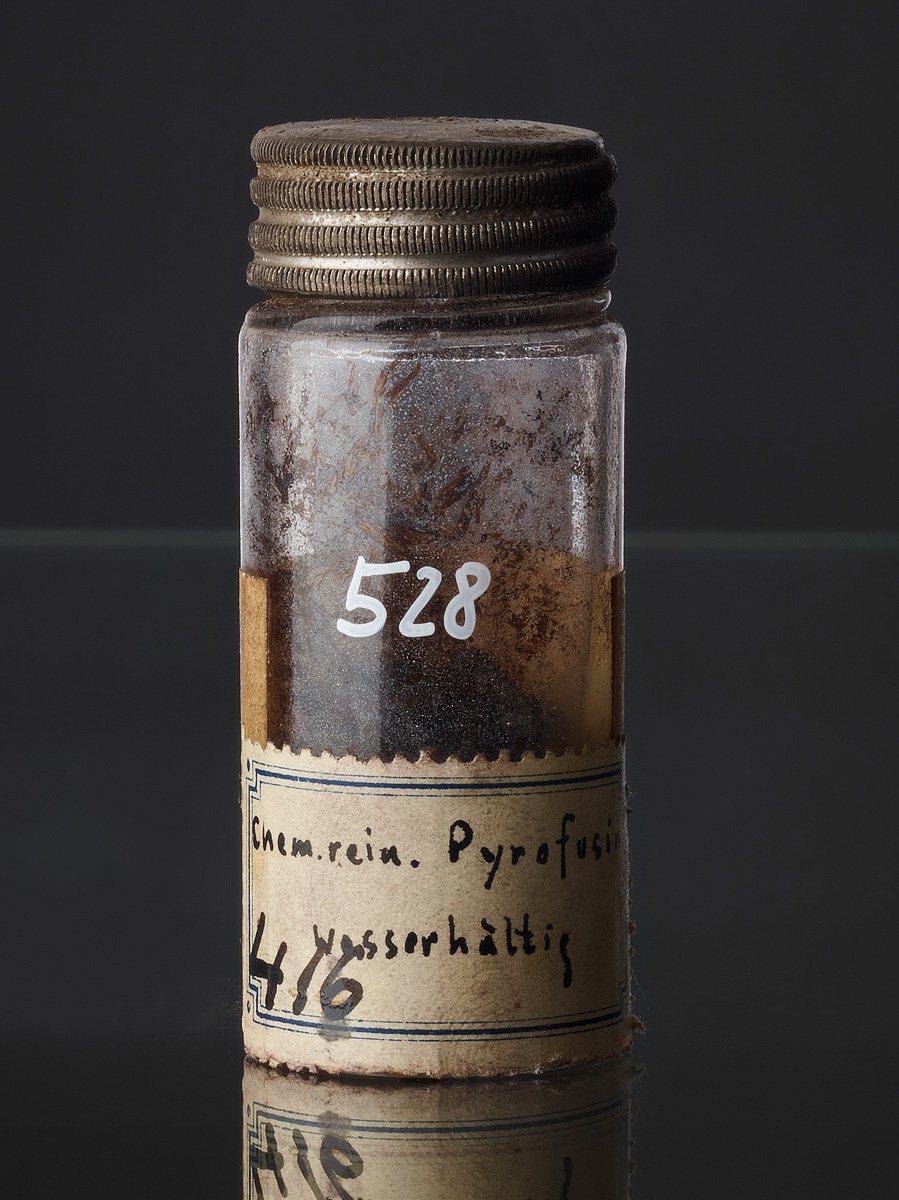 528
Chem.rein. Pyrofusin
wasserhältig
416